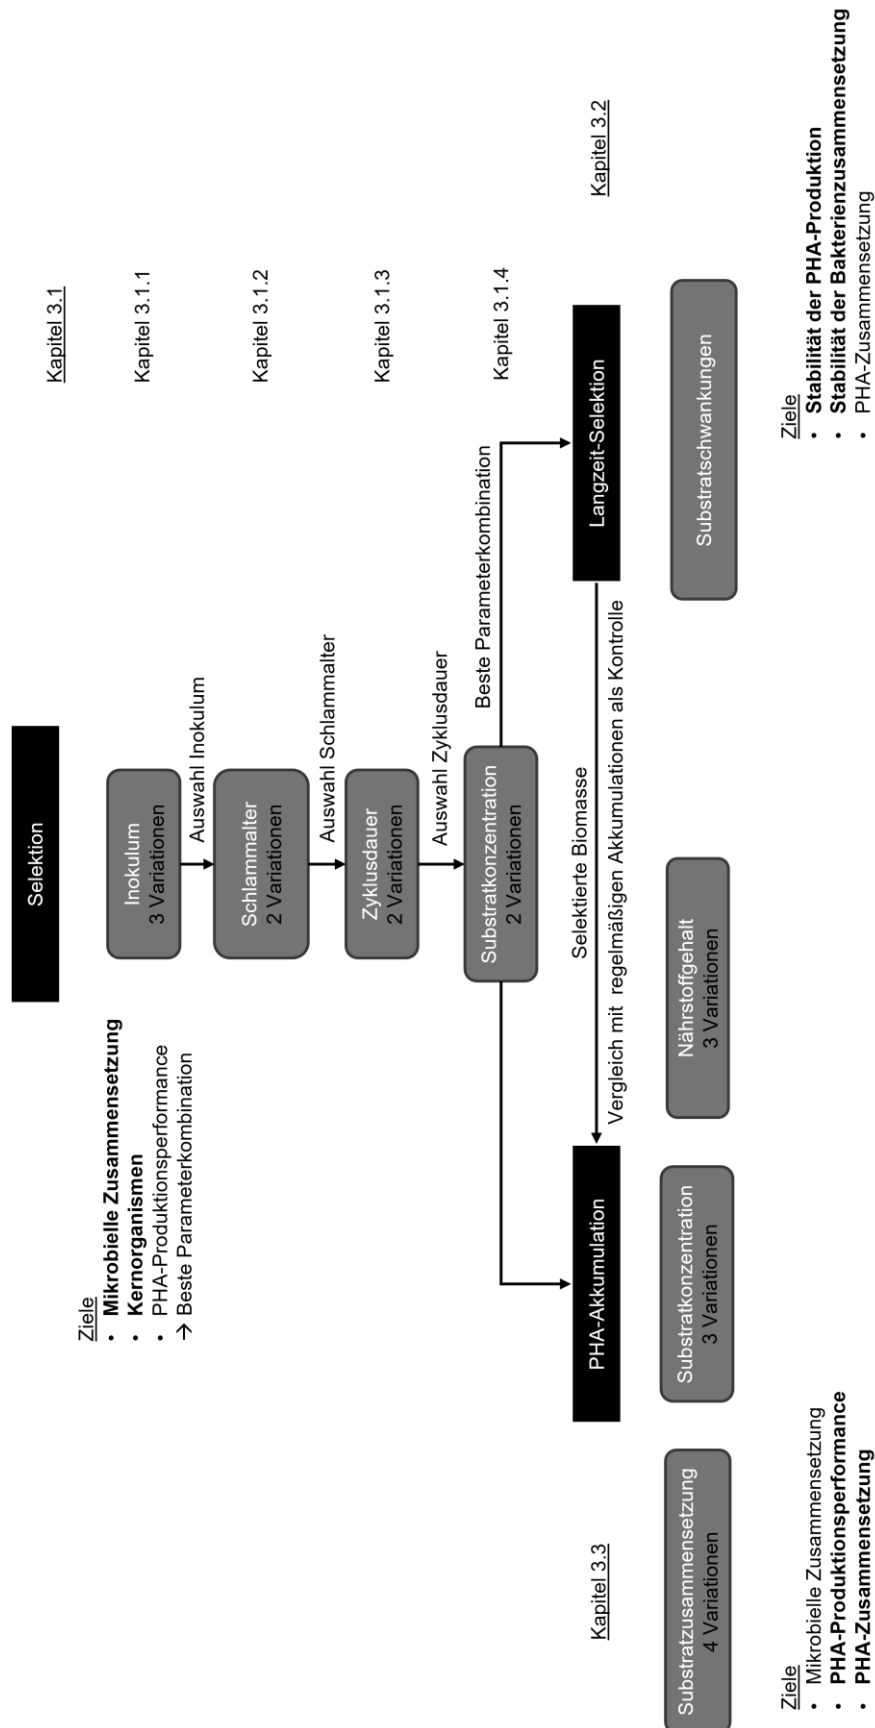 Selektion
Kapitel 3.1
Ziele
• Mikrobielle Zusammensetzung
• Kernorganismen
• PHA-Produktionsperformance
→ Beste Parameterkombination
Inokulum
3 Variationen
Kapitel 3.1.1
Auswahl Inokulum
Schlammalter
2 Variationen
Kapitel 3.1.2
Auswahl Schlammalter
Zyklusdauer
2 Variationen
Kapitel 3.1.3
Auswahl Zyklusdauer
Substratkonzentration
2 Variationen
Kapitel 3.1.4
Beste Parameterkombination
Kapitel 3.3
PHA-Akkumulation
Selektierte Biomasse
Vergleich mit regelmäßigen Akkumulationen als Kontrolle
Langzeit-Selektion
Kapitel 3.2
Substratzusammensetzung
4 Variationen
Substratkonzentration
3 Variationen
Nährstoffgehalt
3 Variationen
Substratschwankungen
Ziele
• Mikrobielle Zusammensetzung
• PHA-Produktionsperformance
• PHA-Zusammensetzung
Ziele
• Stabilität der PHA-Produktion
• Stabilität der Bakterienzusammensetzung
• PHA-Zusammensetzung